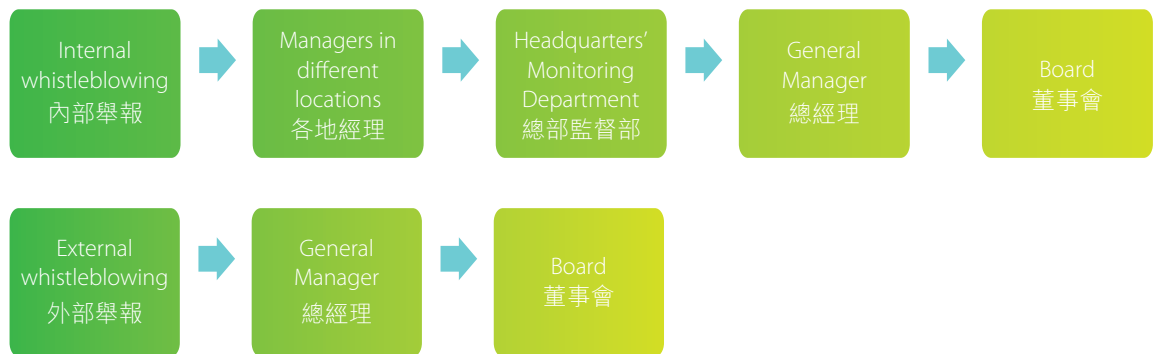 Internal
whistleblowing
內部舉報
Managers in
different
locations
各地經理
Headquarters’
Monitoring
Department
總部監督部
General
Manager
總經理
Board
董事會
External
whistleblowing
外部舉報
General
Manager
總經理
Board
董事會